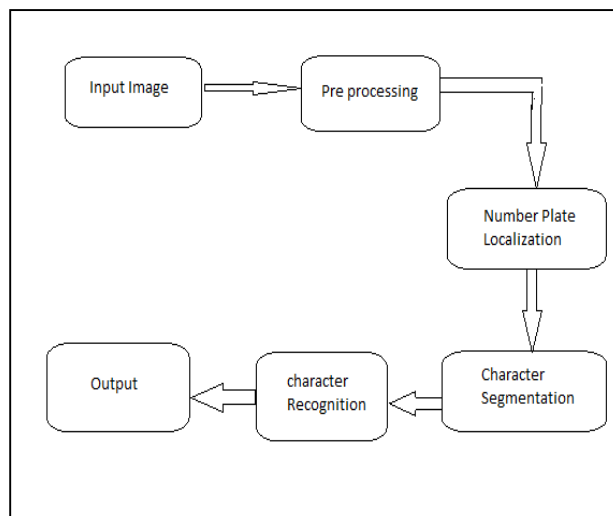 Input Image
Pre processing
Number Plate
Localization
Character
Segmentation
character
Recognition
Output